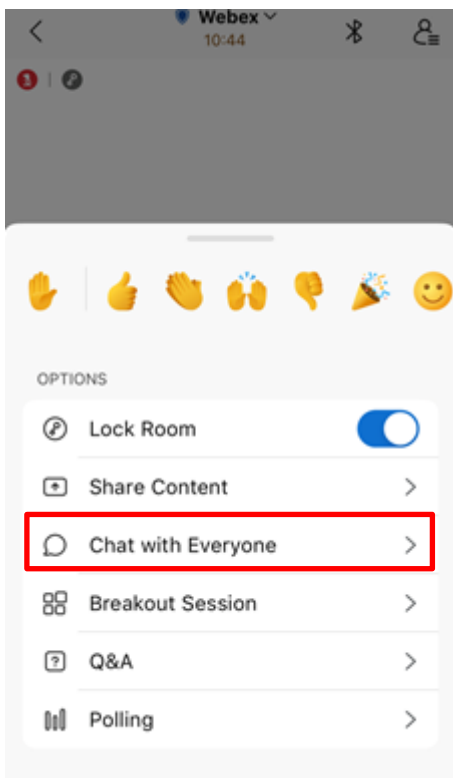 Webex
10:44
OPTIONS
Lock Room
Share Content
Chat with Everyone
Breakout Session
Q&A
Polling